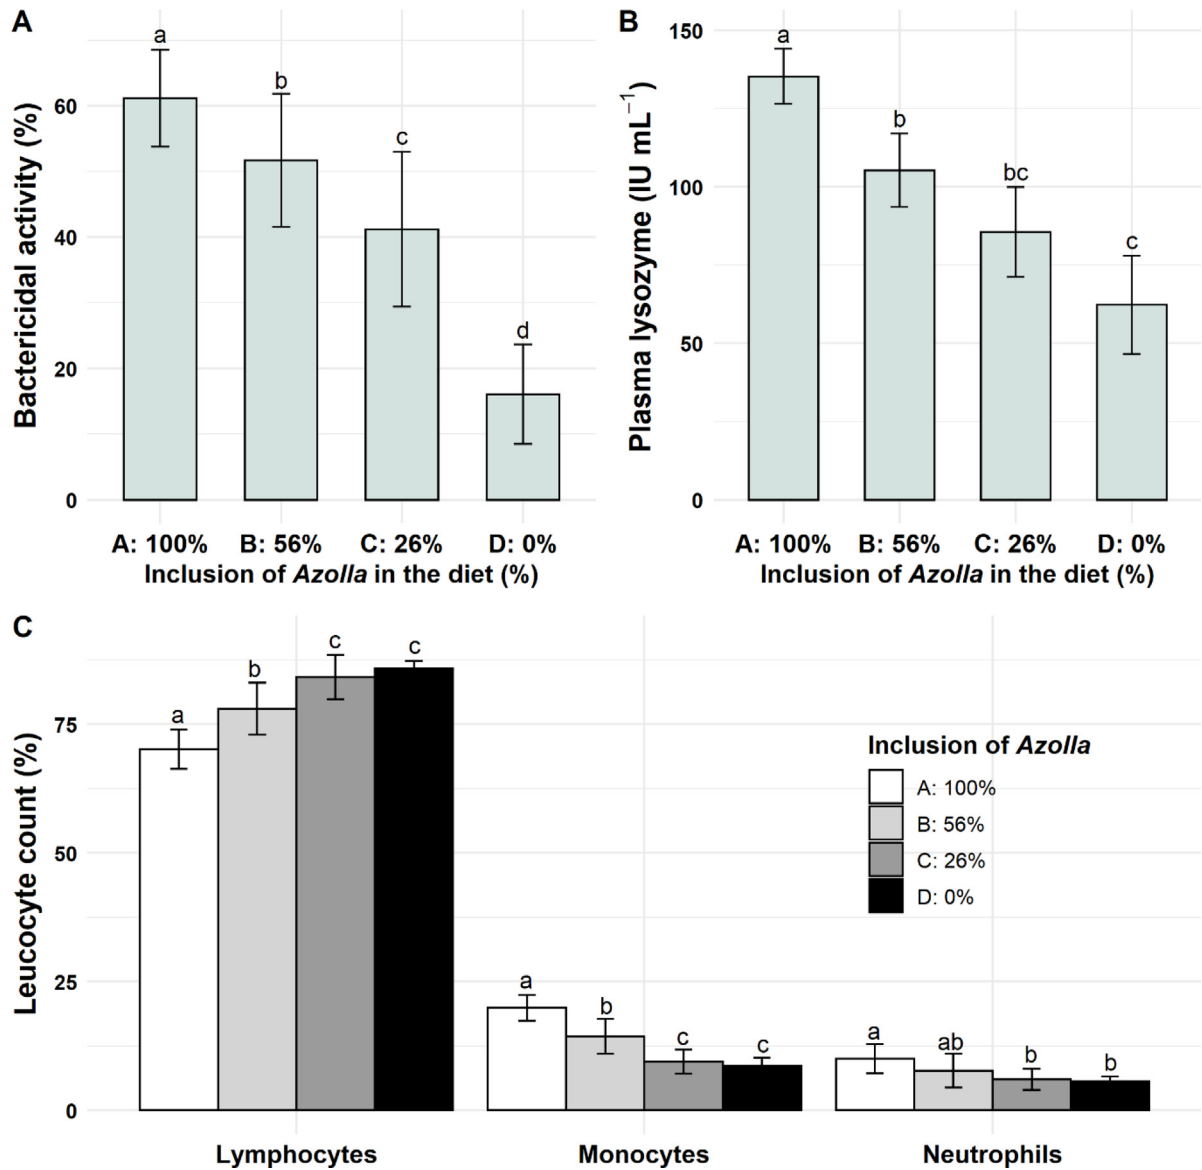 A
Bactericidal activity (%)
60
40
20
0
a
b
c
d
A: 100% B: 56% C: 26% D: 0%
Inclusion of Azolla in the diet (%)
B
Plasma lysozyme (IU mL⁻¹)
150
100
50
0
a
b
bc
c
A: 100% B: 56% C: 26% D: 0%
Inclusion of Azolla in the diet (%)
C
Leucocyte count (%)
75
50
25
0
a
b
c
c
a
b
c
c
a
ab
b
b
Inclusion of Azolla
A: 100%
B: 56%
C: 26%
D: 0%
Lymphocytes Monocytes Neutrophils